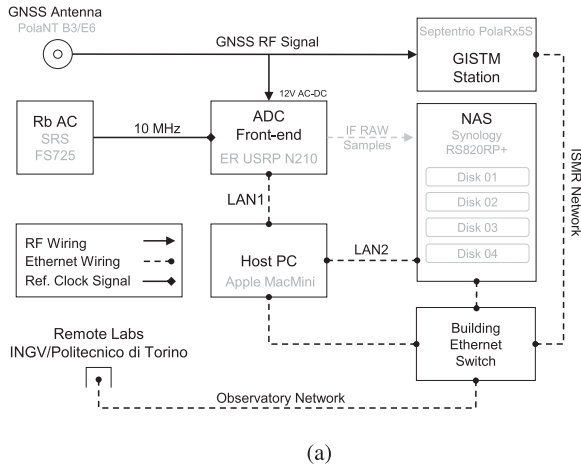 GNSS Antenna
PolaNT B3/E6
GNSS RF Signal
Septentrio PolaRx5S
GISTM
Station
12V AC-DC
Rb AC
SRS
FS725
10 MHz
ADC
Front-end
ER USRP N210
IF RAW
Samples
NAS
Synology
RS820RP+
Disk 01
Disk 02
Disk 03
Disk 04
ISMR Network
LAN1
RF Wiring
Ethernet Wiring
Ref. Clock Signal
Host PC
Apple MacMini
LAN2
Remote Labs
INGV/Politecnico di Torino
Building
Ethernet
Switch
Observatory Network
(a)